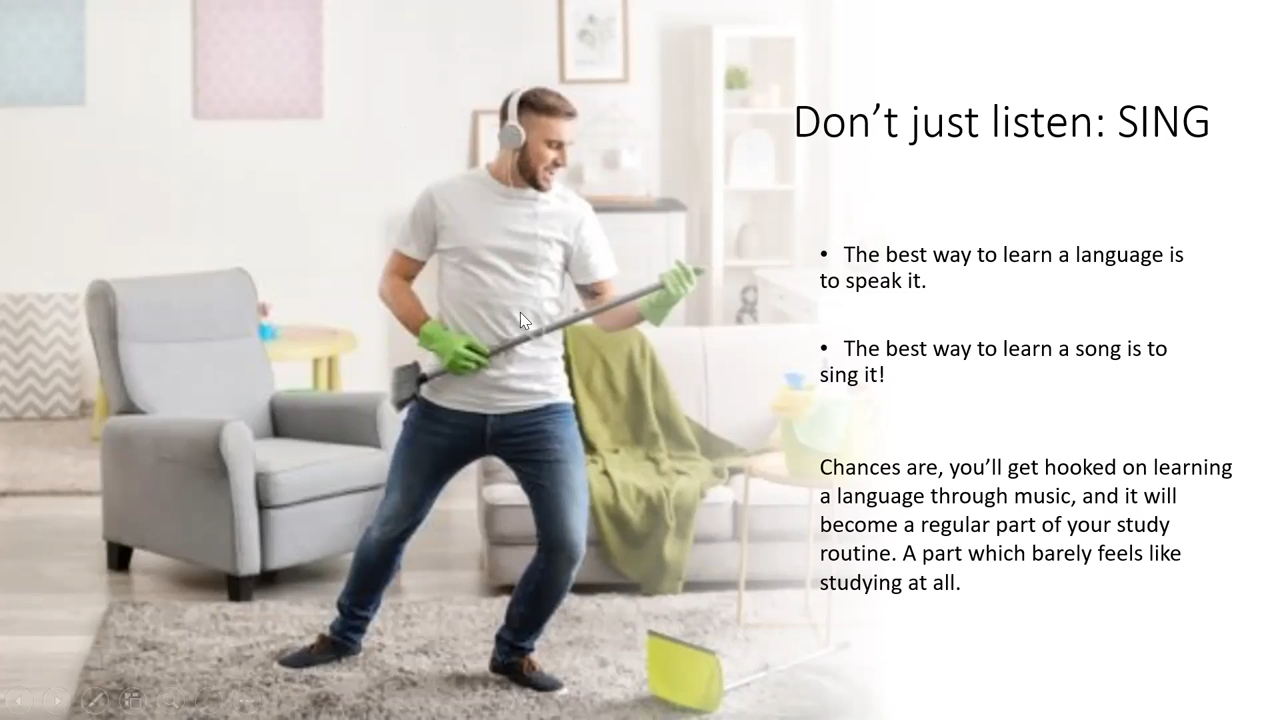 Don’t just listen: SING
• The best way to learn a language is
to speak it.
• The best way to learn a song is to
sing it!
Chances are, you’ll get hooked on learning
a language through music, and it will
become a regular part of your study
routine. A part which barely feels like
studying at all.